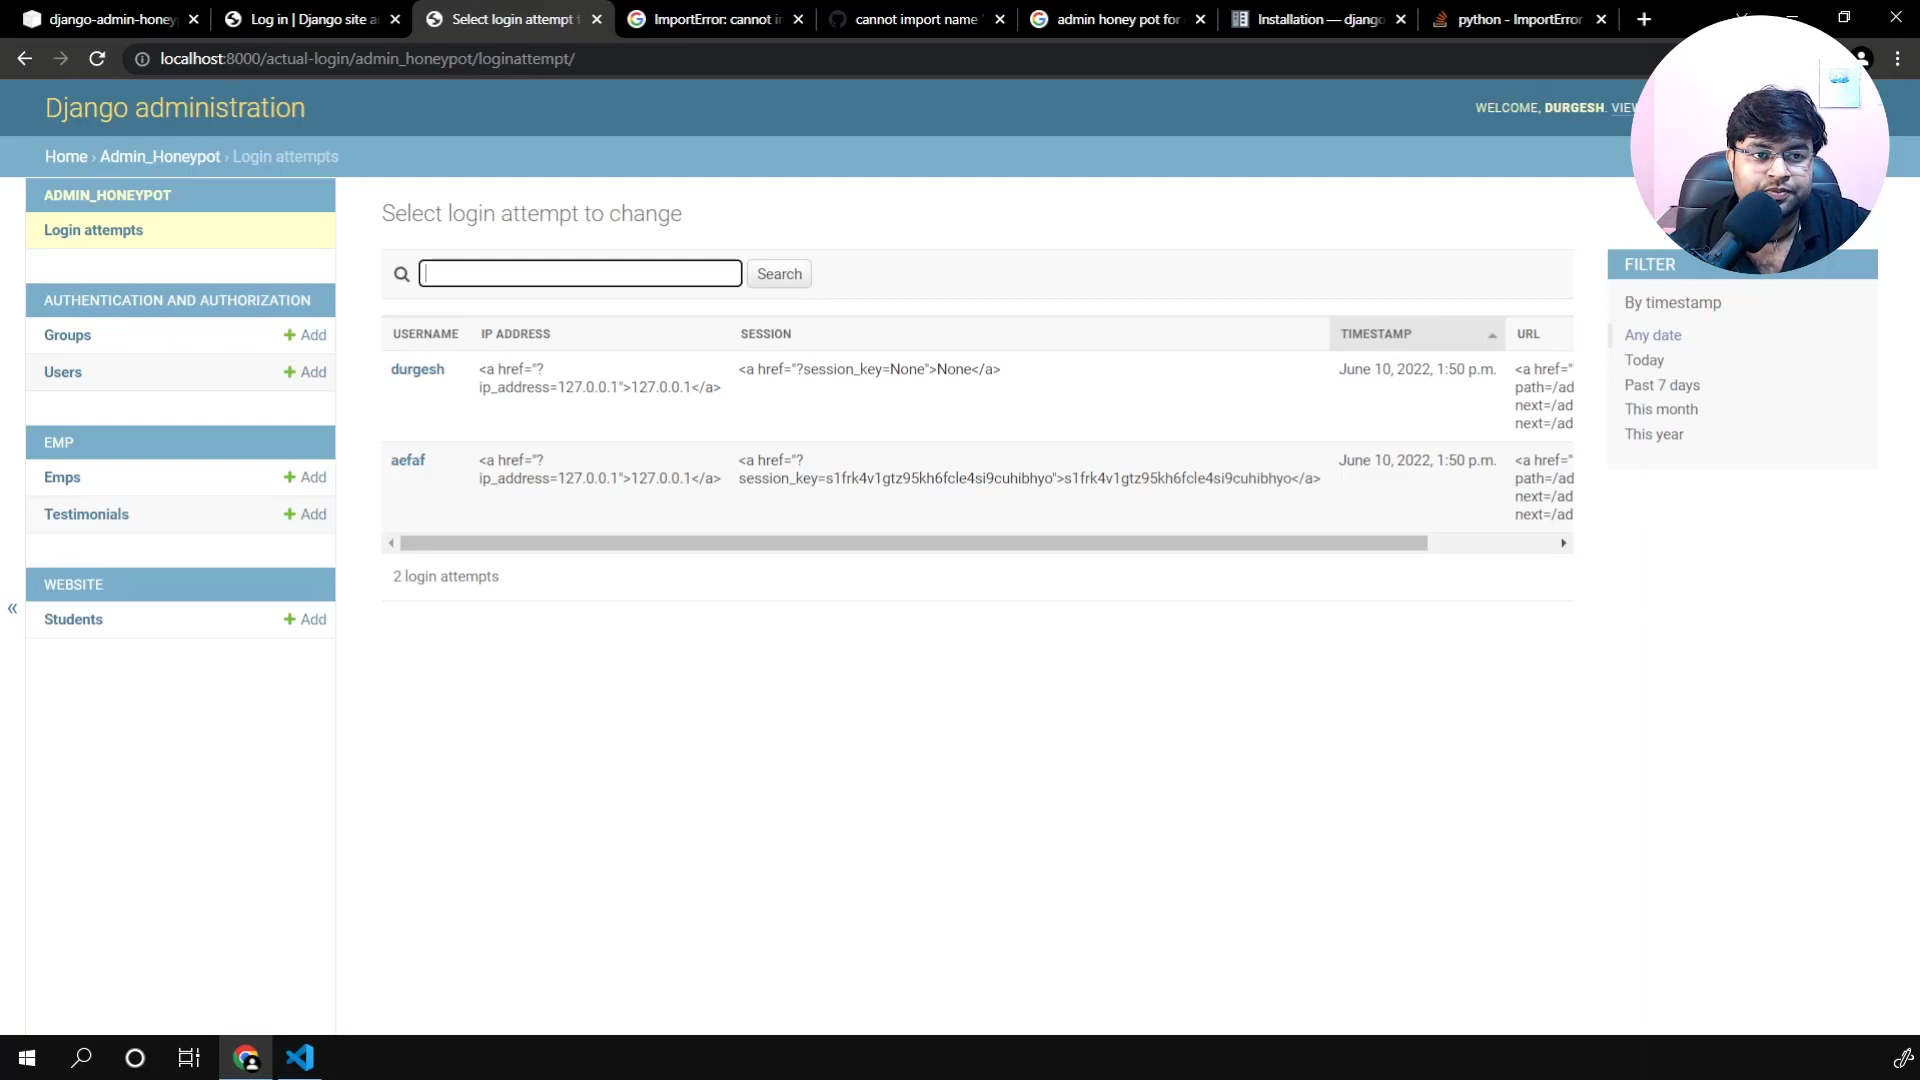 django-admin-honey
Log in | Django site a
Select login attempt t
ImportError: cannot i
cannot import name '
admin honey pot for
Installation — django
python - ImportError
localhost:8000/actual-login/admin_honeypot/loginattempt/
Django administration
WELCOME, DURGESH. VIEW
Home › Admin_Honeypot › Login attempts
ADMIN_HONEYPOT
Login attempts
AUTHENTICATION AND AUTHORIZATION
Groups
+ Add
Users
+ Add
EMP
Emps
+ Add
Testimonials
+ Add
WEBSITE
Students
+ Add
«
Select login attempt to change
Search
USERNAME IP ADDRESS SESSION TIMESTAMP URL
durgesh
<a href="?
ip_address=127.0.0.1">127.0.0.1</a>
<a href="?session_key=None">None</a>
June 10, 2022, 1:50 p.m.
<a href="
path=/ad
next=/ad
next=/ad
aefaf
<a href="?
ip_address=127.0.0.1">127.0.0.1</a>
<a href="?
session_key=s1frk4v1gtz95kh6fcle4si9cuhibhyo">s1frk4v1gtz95kh6fcle4si9cuhibhyo</a>
June 10, 2022, 1:50 p.m.
<a href="
path=/ad
next=/ad
next=/ad
2 login attempts
FILTER
By timestamp
Any date
Today
Past 7 days
This month
This year